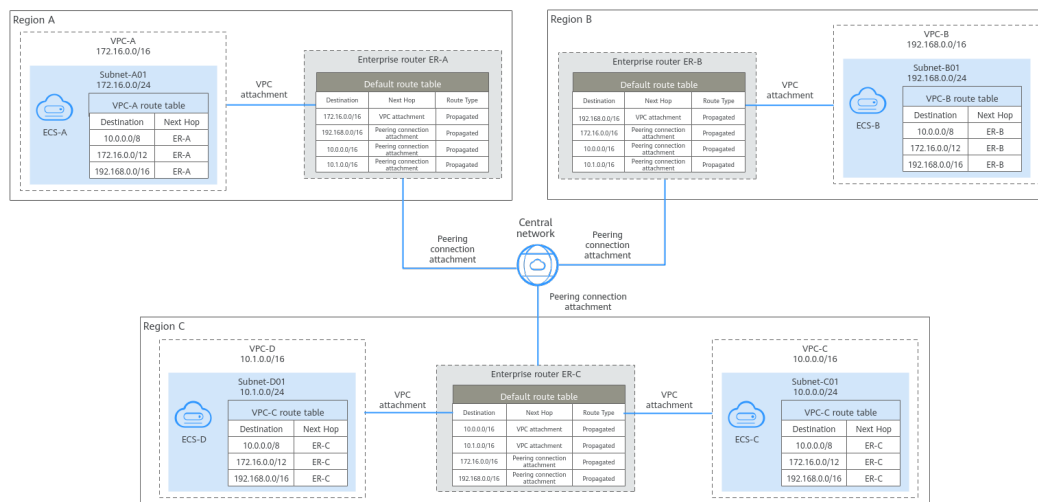 Region A
VPC-A
172.16.0.0/16
Subnet-A01
172.16.0.0/24
ECS-A
VPC-A route table
Destination Next Hop
10.0.0.0/8 ER-A
172.16.0.0/12 ER-A
192.168.0.0/16 ER-A
VPC
attachment
Enterprise router ER-A
Default route table
Destination Next Hop Route Type
172.16.0.0/16 VPC attachment Propagated
192.168.0.0/16 Peering connection attachment Propagated
10.0.0.0/16 Peering connection attachment Propagated
10.1.0.0/16 Peering connection attachment Propagated
Region B
Enterprise router ER-B
Default route table
Destination Next Hop Route Type
192.168.0.0/16 VPC attachment Propagated
172.16.0.0/16 Peering connection attachment Propagated
10.0.0.0/16 Peering connection attachment Propagated
10.1.0.0/16 Peering connection attachment Propagated
VPC
attachment
VPC-B
192.168.0.0/16
Subnet-B01
192.168.0.0/24
ECS-B
VPC-B route table
Destination Next Hop
10.0.0.0/8 ER-B
172.16.0.0/12 ER-B
192.168.0.0/16 ER-B
Peering
connection
attachment
Central
network
Peering
connection
attachment
Peering connection
attachment
Region C
VPC-D
10.1.0.0/16
Subnet-D01
10.1.0.0/24
ECS-D
VPC-C route table
Destination Next Hop
10.0.0.0/8 ER-C
172.16.0.0/12 ER-C
192.168.0.0/16 ER-C
VPC
attachment
Enterprise router ER-C
Default route table
Destination Next Hop Route Type
10.0.0.0/16 VPC attachment Propagated
10.1.0.0/16 VPC attachment Propagated
172.16.0.0/16 Peering connection attachment Propagated
192.168.0.0/16 Peering connection attachment Propagated
VPC
attachment
VPC-C
10.0.0.0/16
Subnet-C01
10.0.0.0/24
ECS-C
VPC-C route table
Destination Next Hop
10.0.0.0/8 ER-C
172.16.0.0/12 ER-C
192.168.0.0/16 ER-C